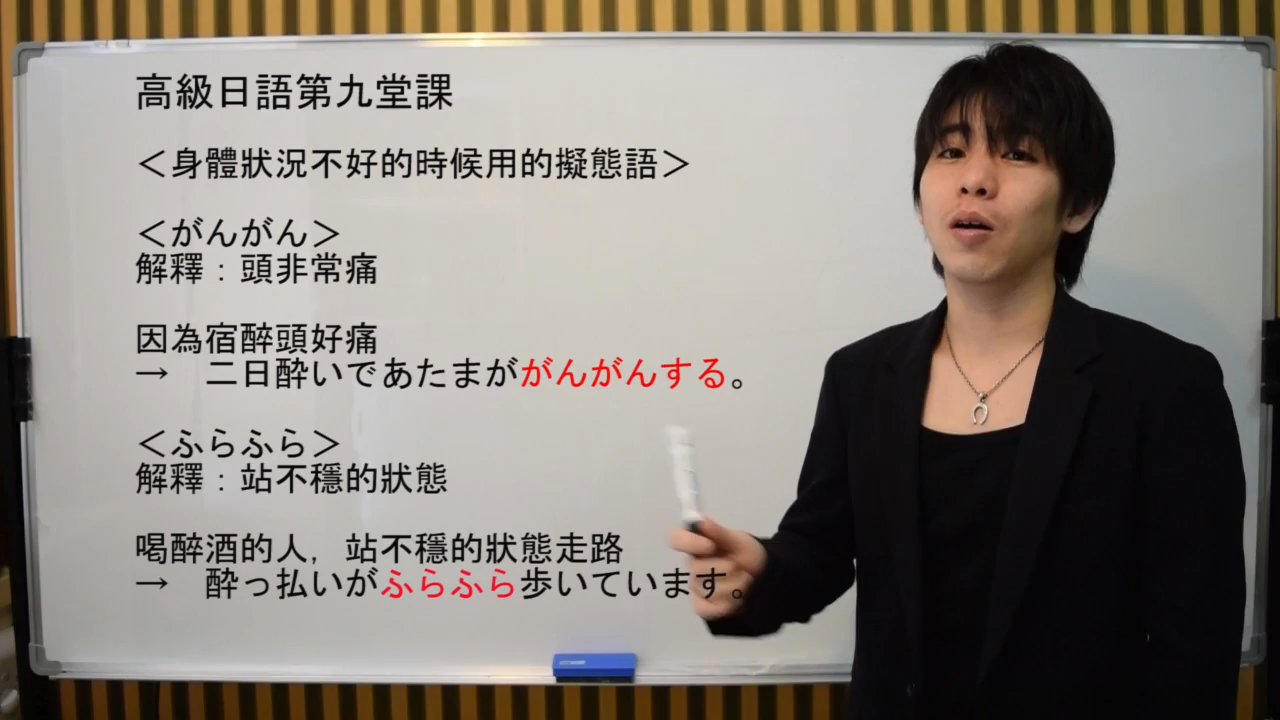 高級日語第九堂課
＜身體狀況不好的時候用的擬態語＞
＜がんがん＞
解釋：頭非常痛
因為宿醉頭好痛
→　二日酔いであたまががんがんする。
＜ふらふら＞
解釋：站不穩的狀態
喝醉酒的人，站不穩的狀態走路
→　酔っ払いがふらふら歩いています。